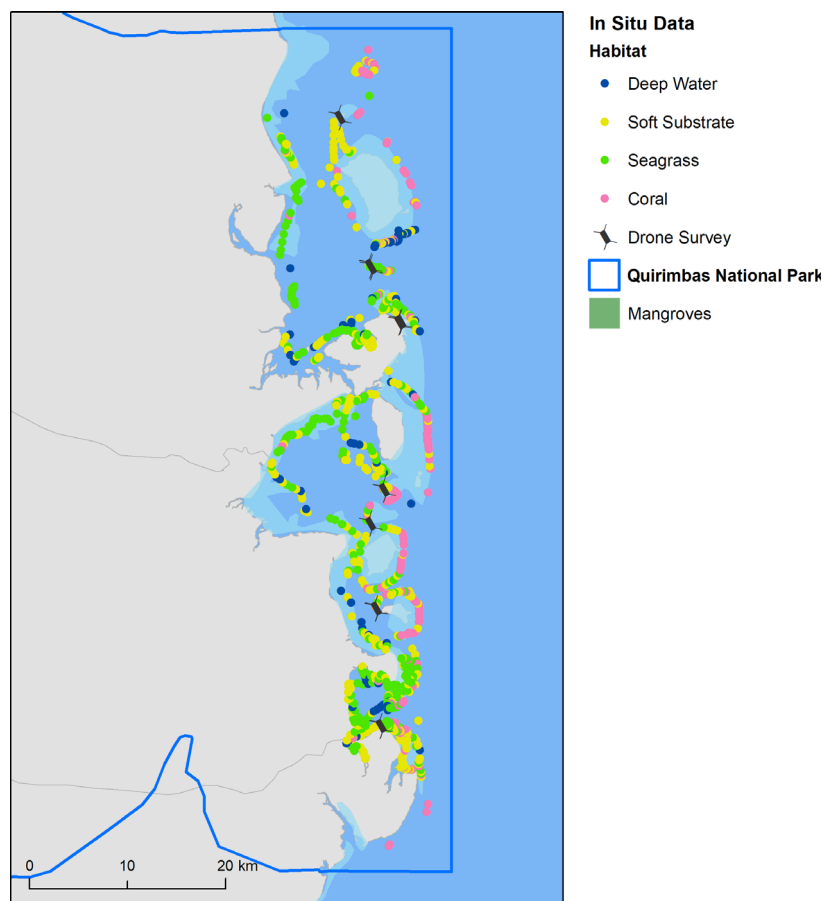 In Situ Data
Habitat
Deep Water
Soft Substrate
Seagrass
Coral
Drone Survey
Quirimbas National Park
Mangroves
0 10 20 km